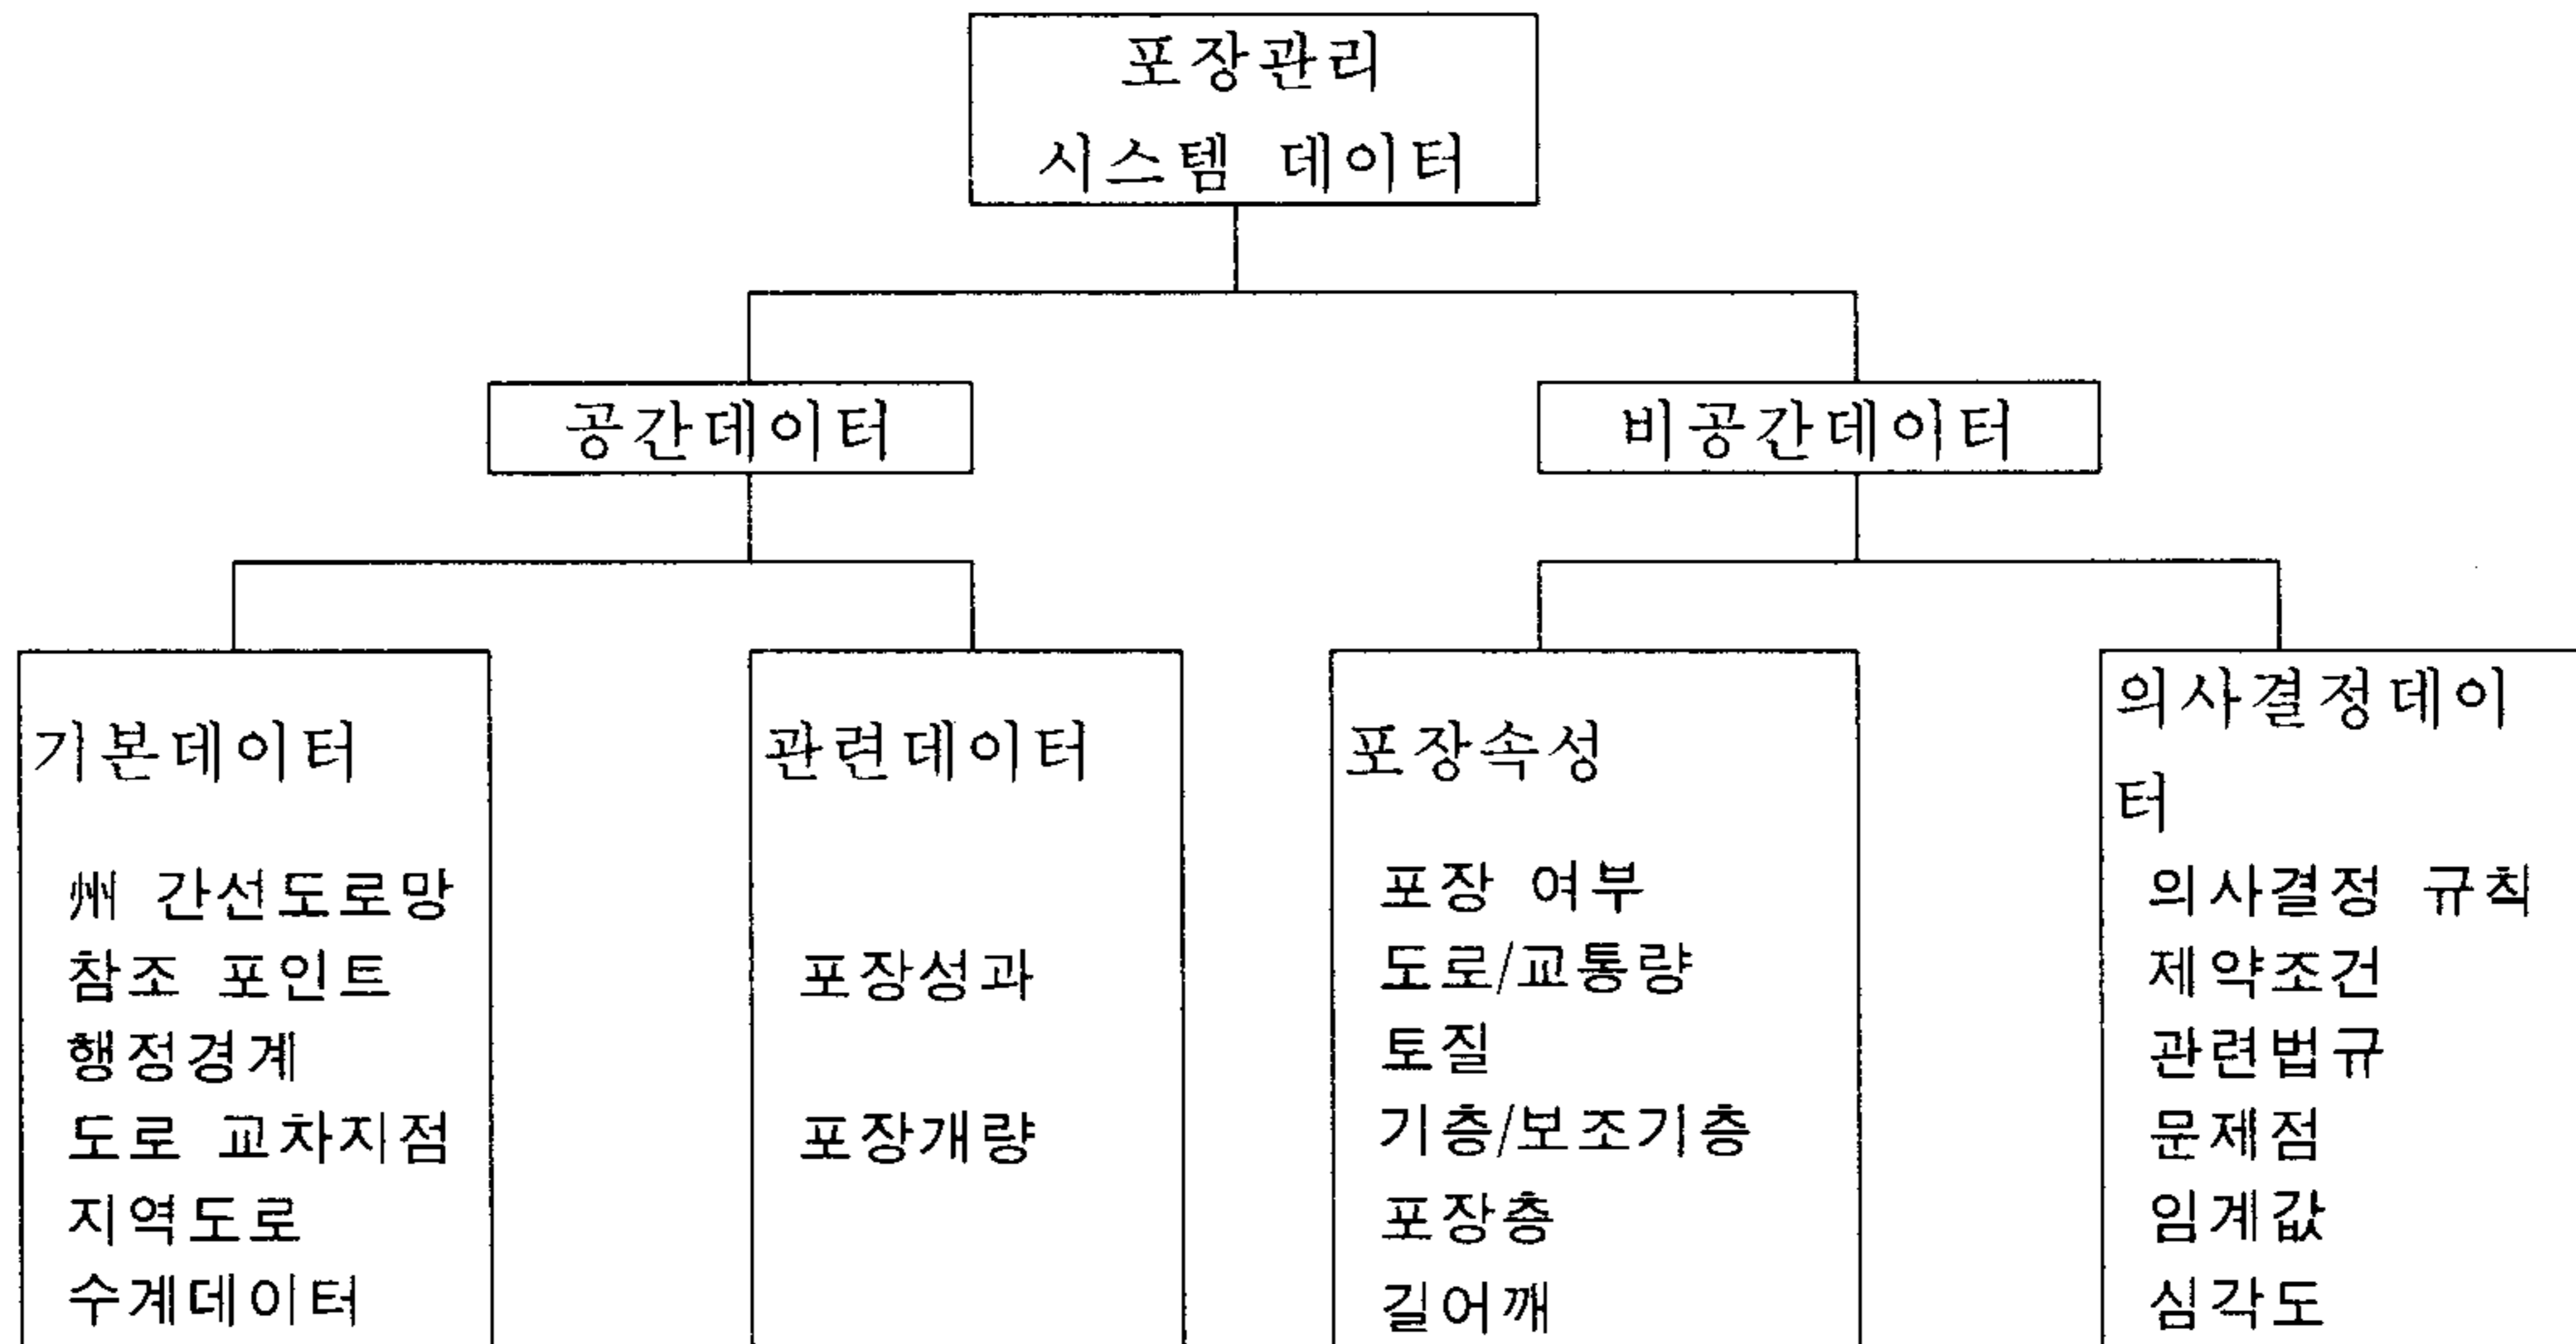 포장관리
시스템 데이터
공간데이터
비공간데이터
기본데이터
州 간선도로망
참조 포인트
행정경계
도로 교차지점
지역도로
수계데이터
관련데이터
포장성과
포장개량
포장속성
포장 여부
도로/교통량
토질
기층/보조기층
포장층
길어깨
의사결정데이
터
의사결정 규칙
제약조건
관련법규
문제점
임계값
심각도